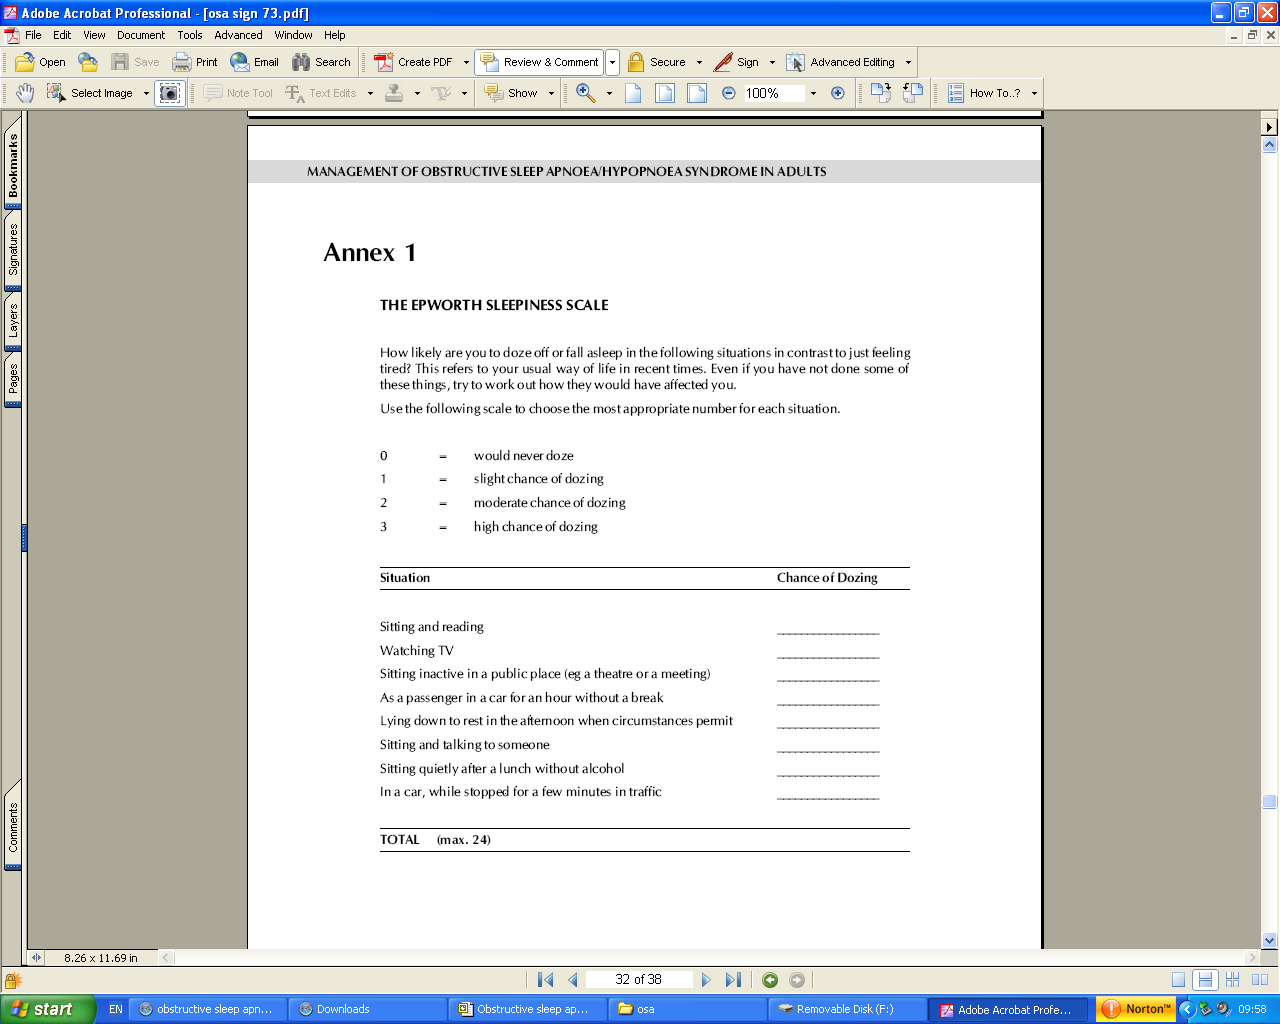 Adobe Acrobat Professional - [osa sign 73.pdf]
File Edit View Document Tools Advanced Window Help
Open Save Print Email Search Create PDF Review & Comment Secure Sign Advanced Editing
Select Image Note Tool Text Edits Show 100% How To..?
Bookmarks
Signatures
Layers
Pages
Comments
MANAGEMENT OF OBSTRUCTIVE SLEEP APNOEA/HYPOPNOEA SYNDROME IN ADULTS
Annex 1
THE EPWORTH SLEEPINESS SCALE
How likely are you to doze off or fall asleep in the following situations in contrast to just feeling
tired? This refers to your usual way of life in recent times. Even if you have not done some of
these things, try to work out how they would have affected you.
Use the following scale to choose the most appropriate number for each situation.
0 = would never doze
1 = slight chance of dozing
2 = moderate chance of dozing
3 = high chance of dozing
Situation Chance of Dozing
Sitting and reading ________________
Watching TV ________________
Sitting inactive in a public place (eg a theatre or a meeting) ________________
As a passenger in a car for an hour without a break ________________
Lying down to rest in the afternoon when circumstances permit ________________
Sitting and talking to someone ________________
Sitting quietly after a lunch without alcohol ________________
In a car, while stopped for a few minutes in traffic ________________
TOTAL (max. 24)
8.26 x 11.69 in
32 of 38
start EN obstructive sleep apn... Downloads Obstructive sleep ap... osa Removable Disk (F:) Adobe Acrobat Profe... Norton™ 09:58